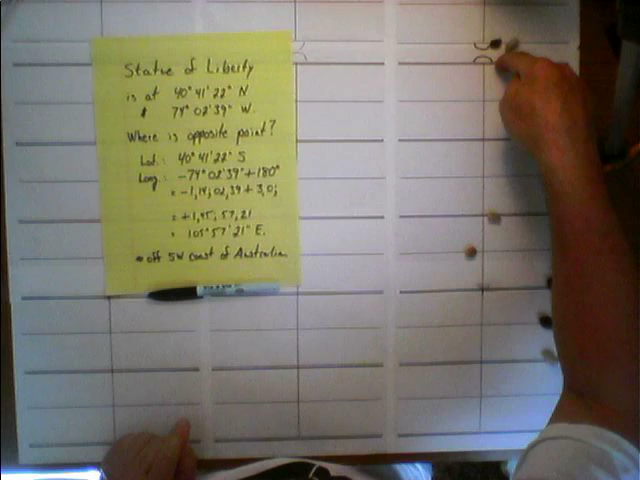 Statue of Liberty
is at 40° 41' 22" N
& 74° 02' 39" W.
Where is opposite point?
Lat: 40° 41' 22" S
Long: -74° 02' 39" + 180°
= -1,14; 02, 39 + 3,0;
= +1,45; 57, 21
= 105° 57' 21" E.
• off SW coast of Australian